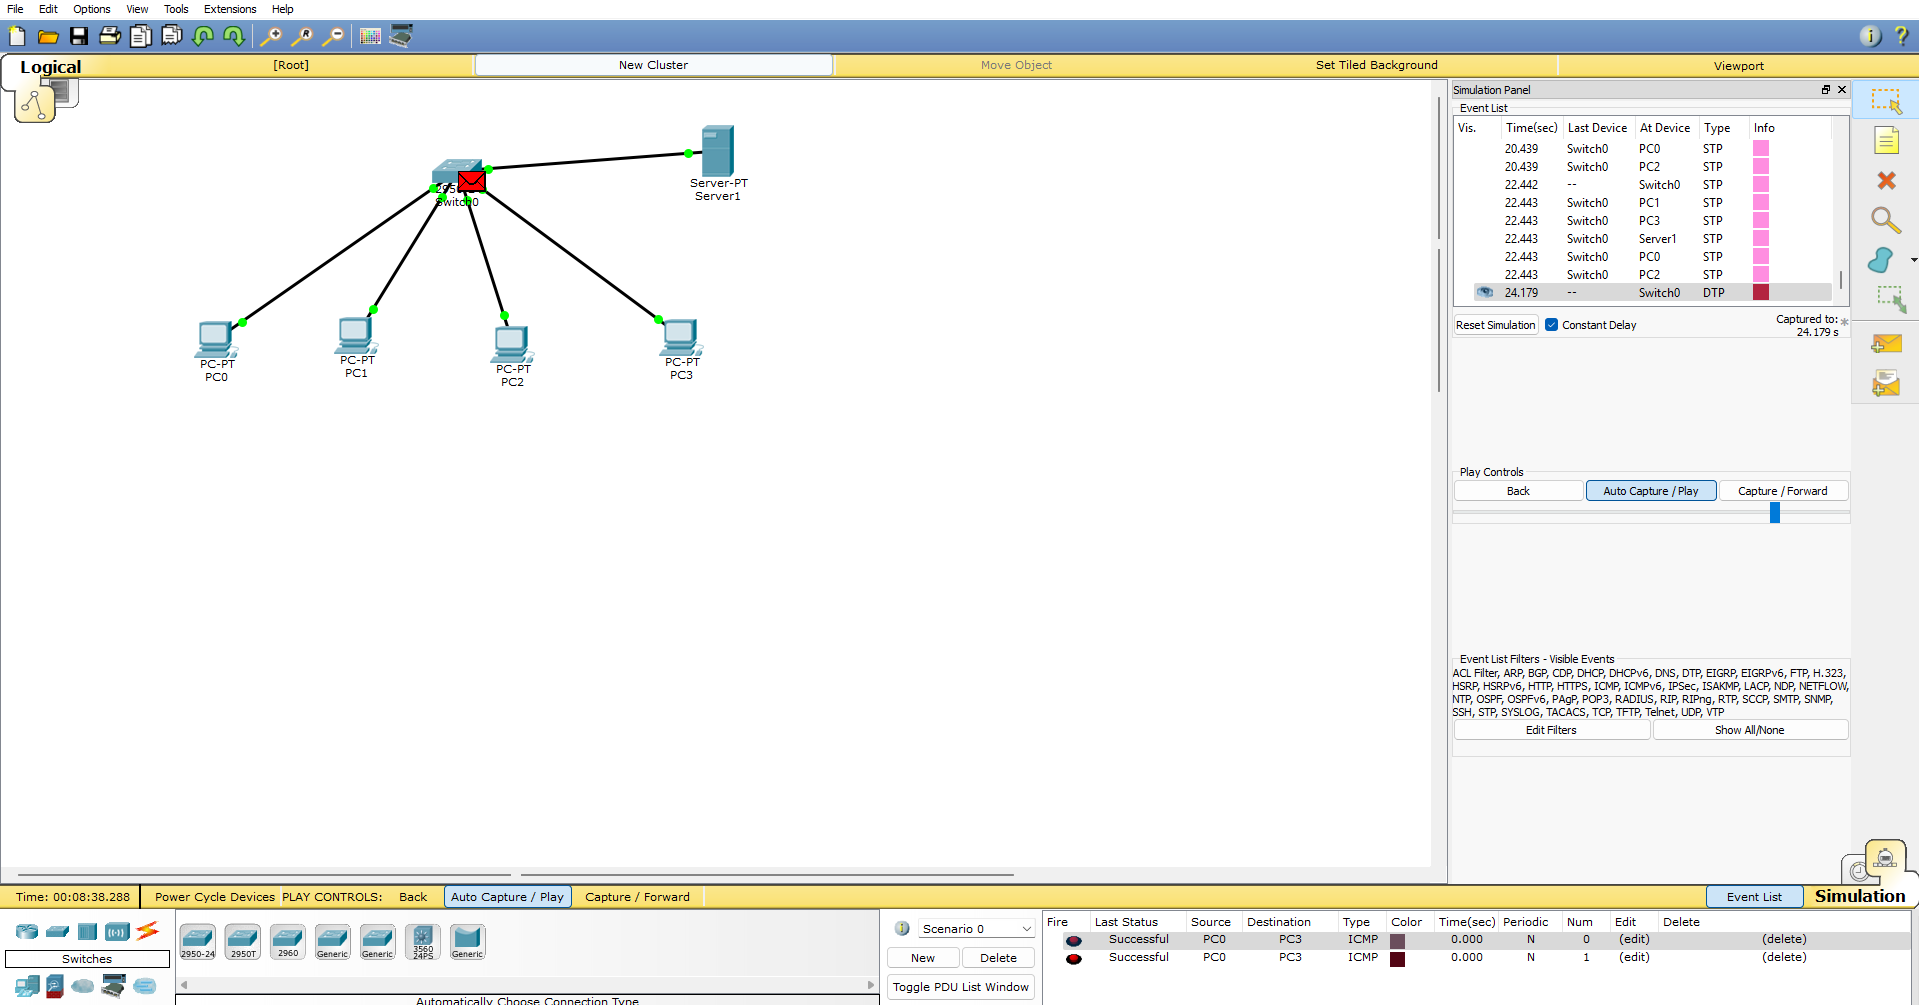 File Edit Options View Tools Extensions Help
Logical [Root] New Cluster Move Object Set Tiled Background Viewport
Server-PT
Server1
Switch0
PC-PT
PC0
PC-PT
PC1
PC-PT
PC2
PC-PT
PC3
Simulation Panel
Event List
Vis. Time(sec) Last Device At Device Type Info
20.439 Switch0 PC0 STP
20.439 Switch0 PC2 STP
22.442 -- Switch0 STP
22.443 Switch0 PC1 STP
22.443 Switch0 PC3 STP
22.443 Switch0 Server1 STP
22.443 Switch0 PC0 STP
22.443 Switch0 PC2 STP
24.179 -- Switch0 DTP
Reset Simulation Constant Delay Captured to: *
24.179 s
Play Controls
Back Auto Capture / Play Capture / Forward
Event List Filters - Visible Events
ACL Filter, ARP, BGP, CDP, DHCP, DHCPv6, DNS, DTP, EIGRP, EIGRPv6, FTP, H.323,
HSRP, HSRPv6, HTTP, HTTPS, ICMP, ICMPv6, IPSec, ISAKMP, LACP, NDP, NETFLOW,
NTP, OSPF, OSPFv6, PAgP, POP3, RADIUS, RIP, RIPng, RTP, SCCP, SMTP, SNMP,
SSH, STP, SYSLOG, TACACS, TCP, TFTP, Telnet, UDP, VTP
Edit Filters Show All/None
Time: 00:08:38.288 Power Cycle Devices PLAY CONTROLS: Back Auto Capture / Play Capture / Forward Event List Simulation
Switches
2950-24 2950T 2960 Generic Generic 3560 24PS Generic
Automatically Choose Connection Type
Scenario 0
New Delete
Toggle PDU List Window
Fire Last Status Source Destination Type Color Time(sec) Periodic Num Edit Delete
Successful PC0 PC3 ICMP 0.000 N 0 (edit) (delete)
Successful PC0 PC3 ICMP 0.000 N 1 (edit) (delete)